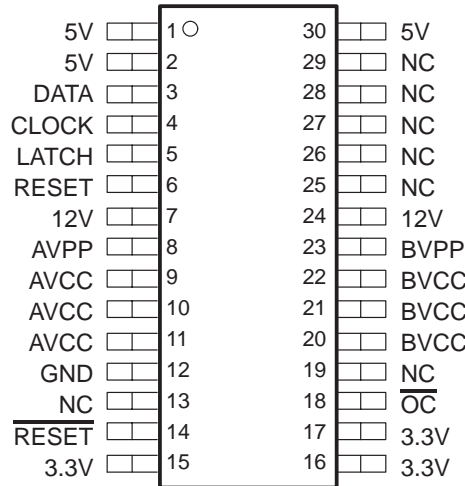 5V 1 30 5V
5V 2 29 NC
DATA 3 28 NC
CLOCK 4 27 NC
LATCH 5 26 NC
RESET 6 25 NC
12V 7 24 12V
AVPP 8 23 BVPP
AVCC 9 22 BVCC
AVCC 10 21 BVCC
AVCC 11 20 BVCC
GND 12 19 NC
NC 13 18 OC
RESET 14 17 3.3V
3.3V 15 16 3.3V